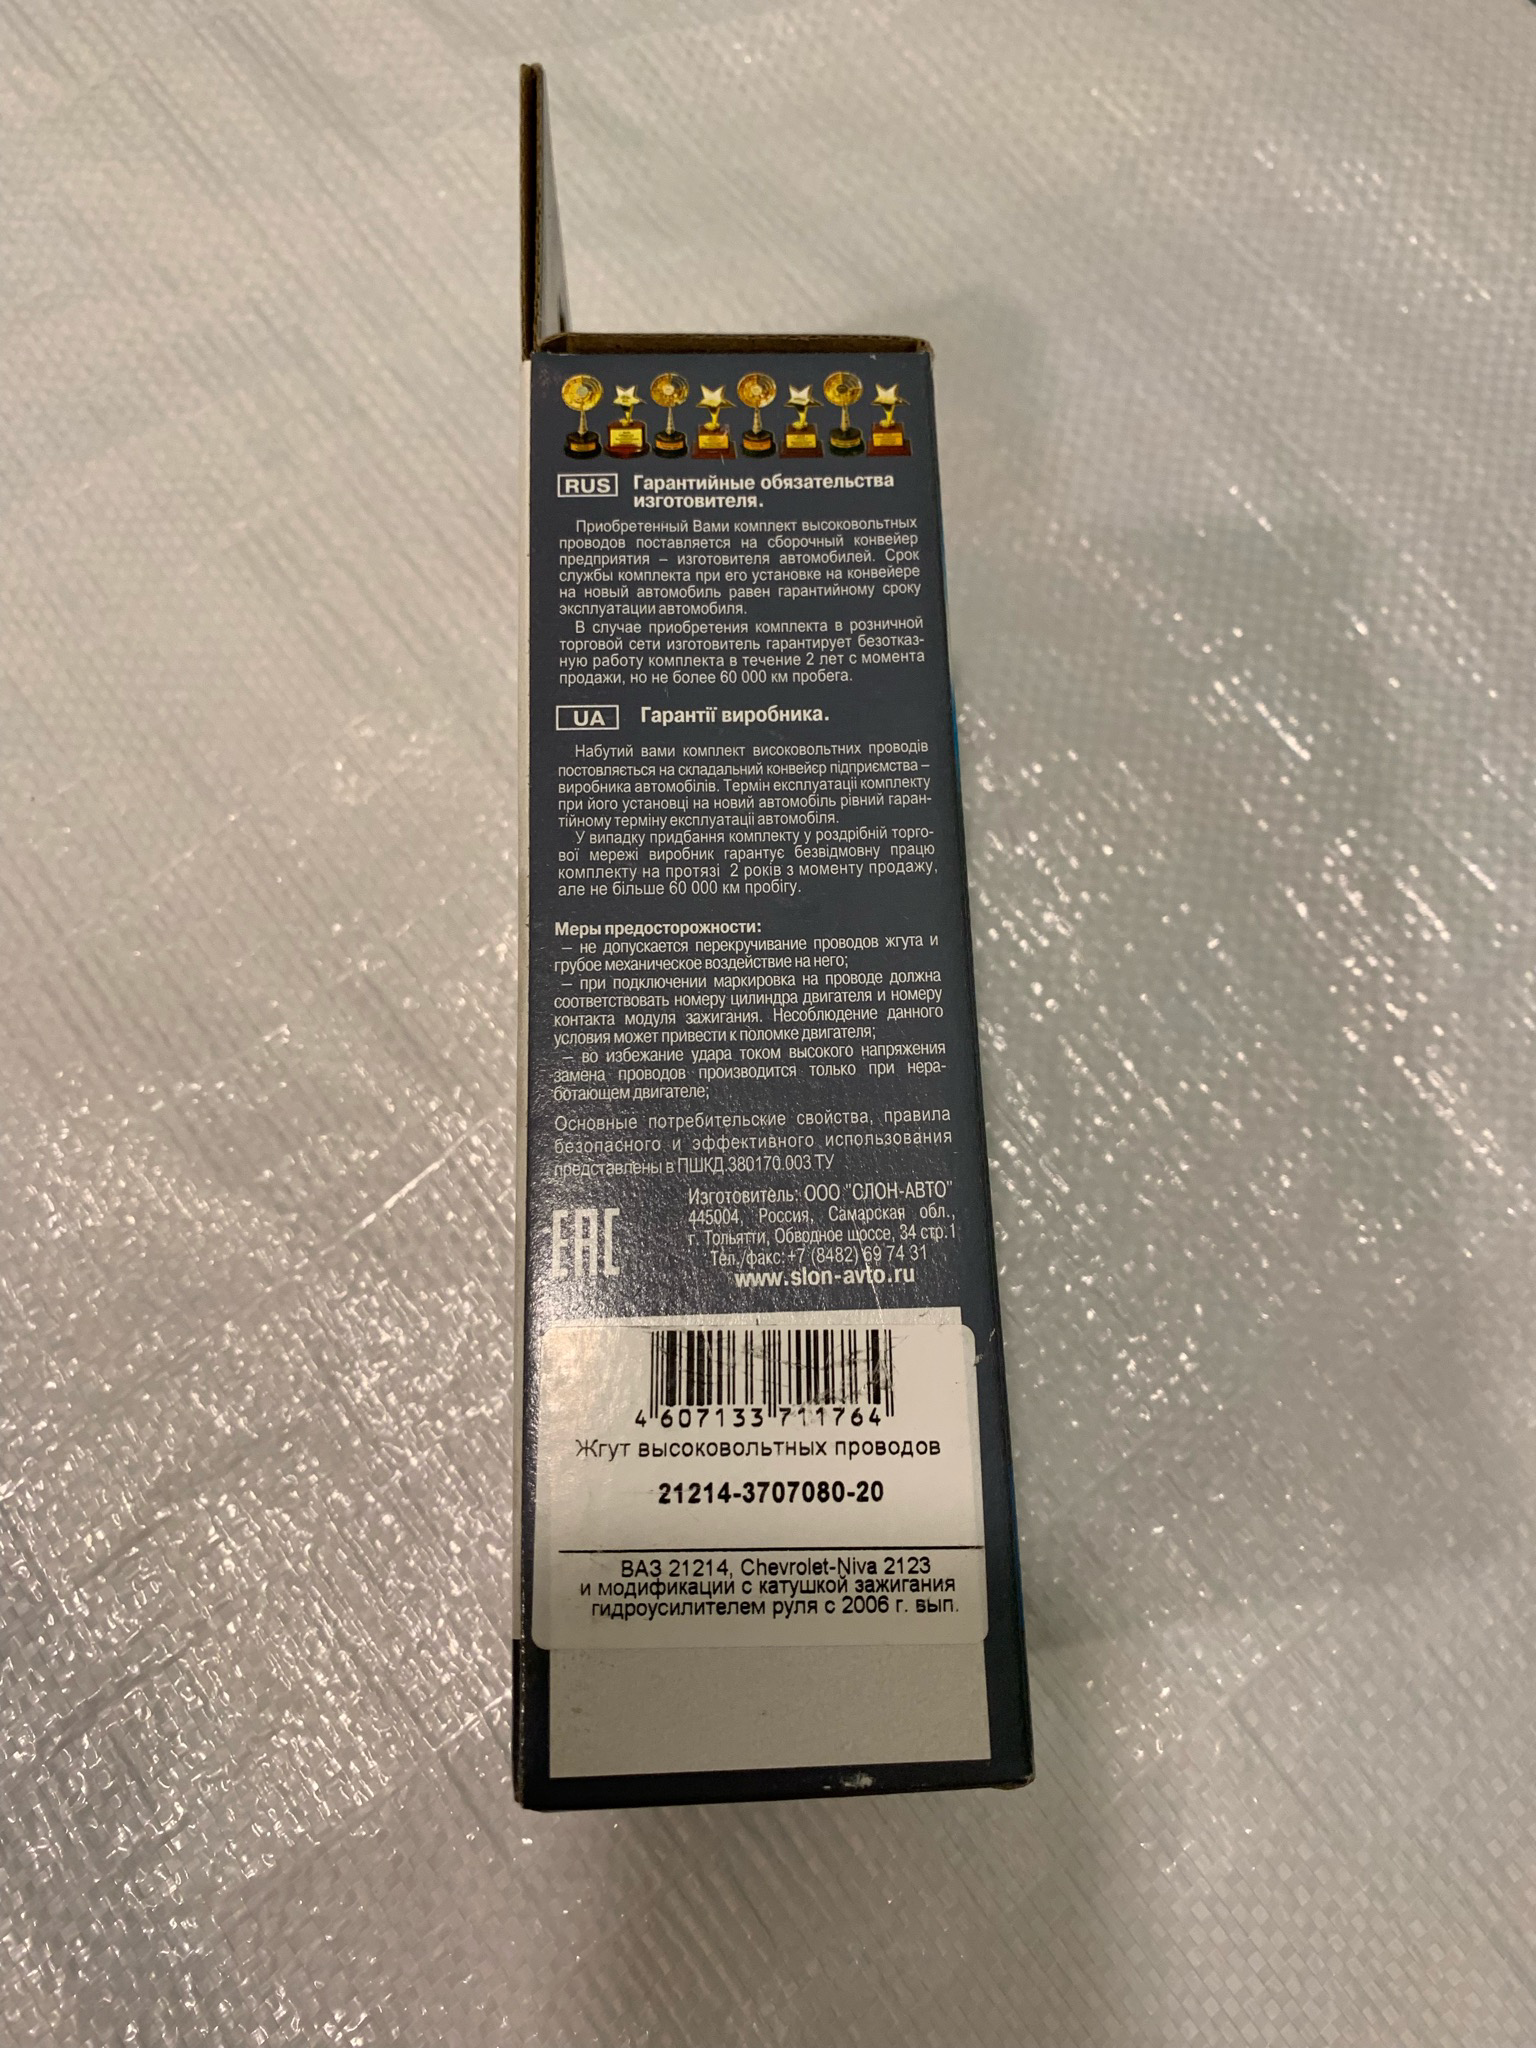 RUS Гарантийные обязательства
изготовителя.
Приобретенный Вами комплект высоковольтных
проводов поставляется на сборочный конвейер
предприятия – изготовителя автомобилей. Срок
службы комплекта при его установке на конвейере
на новый автомобиль равен гарантийному сроку
эксплуатации автомобиля.
В случае приобретения комплекта в розничной
торговой сети изготовитель гарантирует безотказ-
ную работу комплекта в течение 2 лет с момента
продажи, но не более 60 000 км пробега.
UA Гарантії виробника.
Набутий вами комплект високовольтних проводів
постовляється на складальний конвейєр підприємства –
виробника автомобілів. Термін експлуатації комплекту
при його установці на новий автомобіль рівний гаран-
тійному терміну експлуатації автомобіля.
У випадку придбання комплекту у роздрібній торго-
вої мережі виробник гарантує безвідмовну працю
комплекту на протязі 2 років з моменту продажу,
але не більше 60 000 км пробігу.
Меры предосторожности:
– не допускается перекручивание проводов жгута и
грубое механическое воздействие на него;
– при подключении маркировка на проводе должна
соответствовать номеру цилиндра двигателя и номеру
контакта модуля зажигания. Несоблюдение данного
условия может привести к поломке двигателя;
– во избежание удара током высокого напряжения
замена проводов производится только при нера-
ботающем двигателе;
Основные потребительские свойства, правила
безопасного и эффективного использования
представлены в ПШКД.380170.003 ТУ
Изготовитель: ООО "СЛОН-АВТО"
445004, Россия, Самарская обл.,
г. Тольятти, Обводное шоссе, 34 стр.1
Тел./факс: +7 (8482) 69 74 31
www.slon-avto.ru
EAC
4 607133 711764
Жгут высоковольтных проводов
21214-3707080-20
ВАЗ 21214, Chevrolet-Niva 2123
и модификации с катушкой зажигания
гидроусилителем руля с 2006 г. вып.